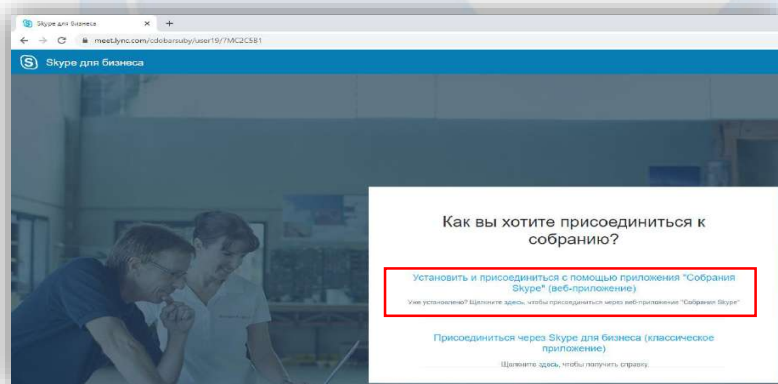 Skype для бизнеса
meet.lync.com/cdobarsuby/user19/7MC2C5B1
Skype для бизнеса
Как вы хотите присоединиться к
собранию?
Установить и присоединиться с помощью приложения "Собрания
Skype" (веб-приложение)
Уже установлено? Щелкните здесь, чтобы присоединиться через веб-приложение "Собрания Skype"
Присоединиться через Skype для бизнеса (классическое
приложение)
Щелкните здесь, чтобы получить справку.